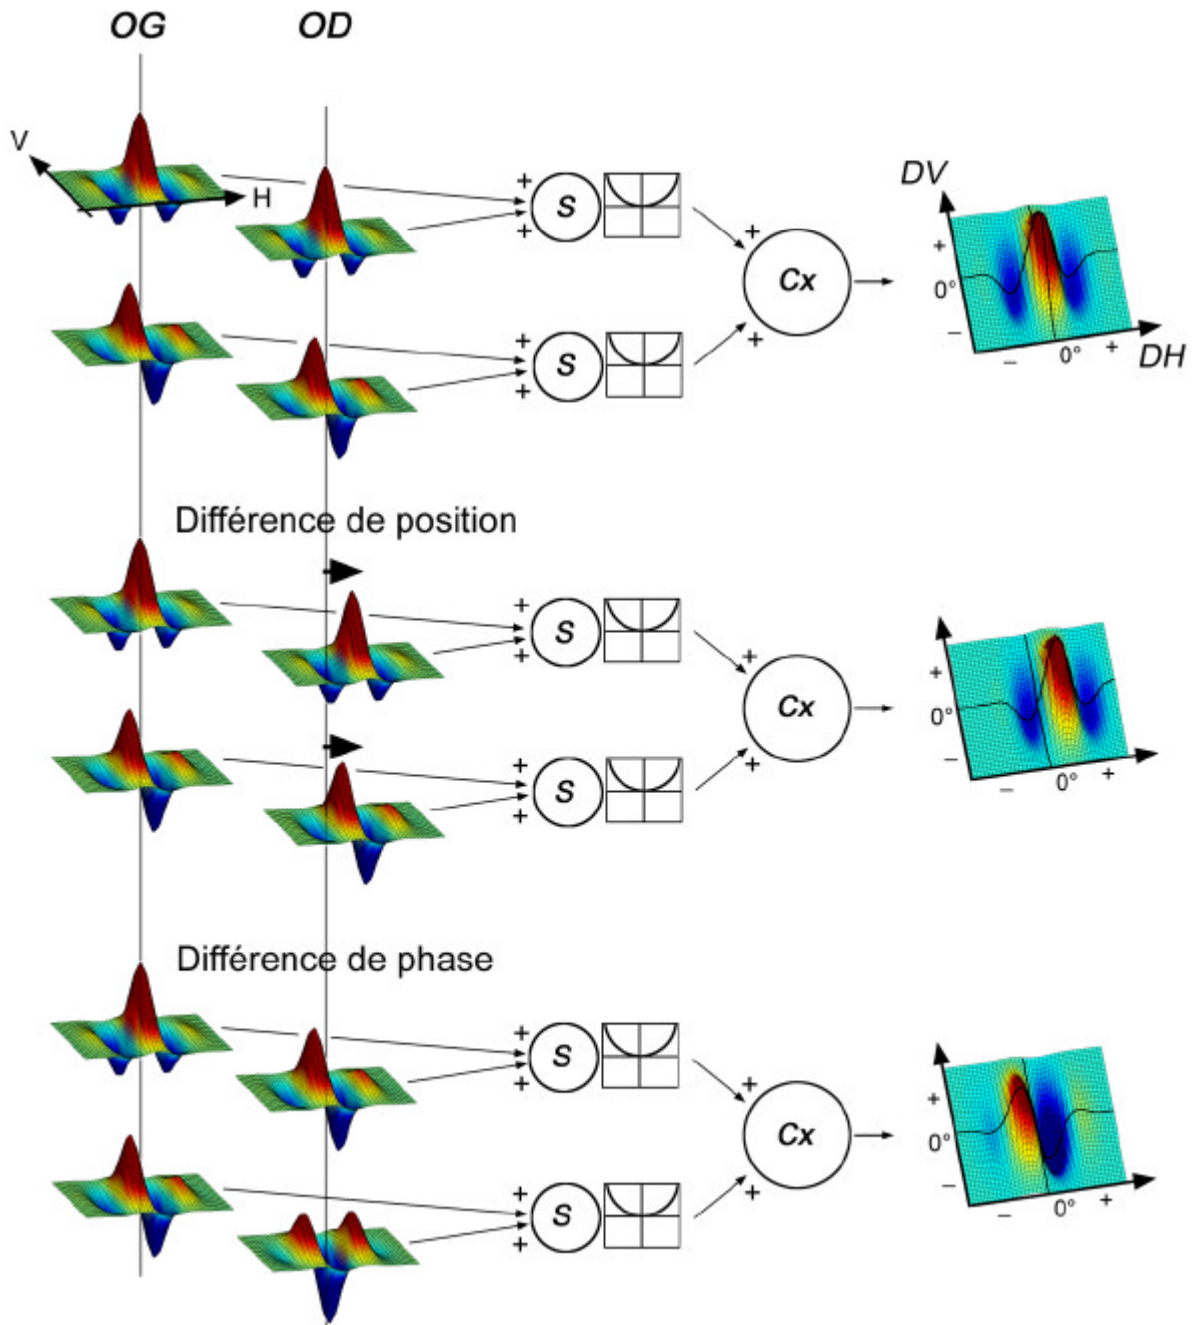 OG OD
V
H
+ S
+
+ Cx
+
+ S
+
DV
+
0°
–
– 0° +
DH
Différence de position
+ S
+
+ Cx
+
+ S
+
+
0°
–
– 0° +
Différence de phase
+ S
+
+ Cx
+
+ S
+
+
0°
–
– 0° +